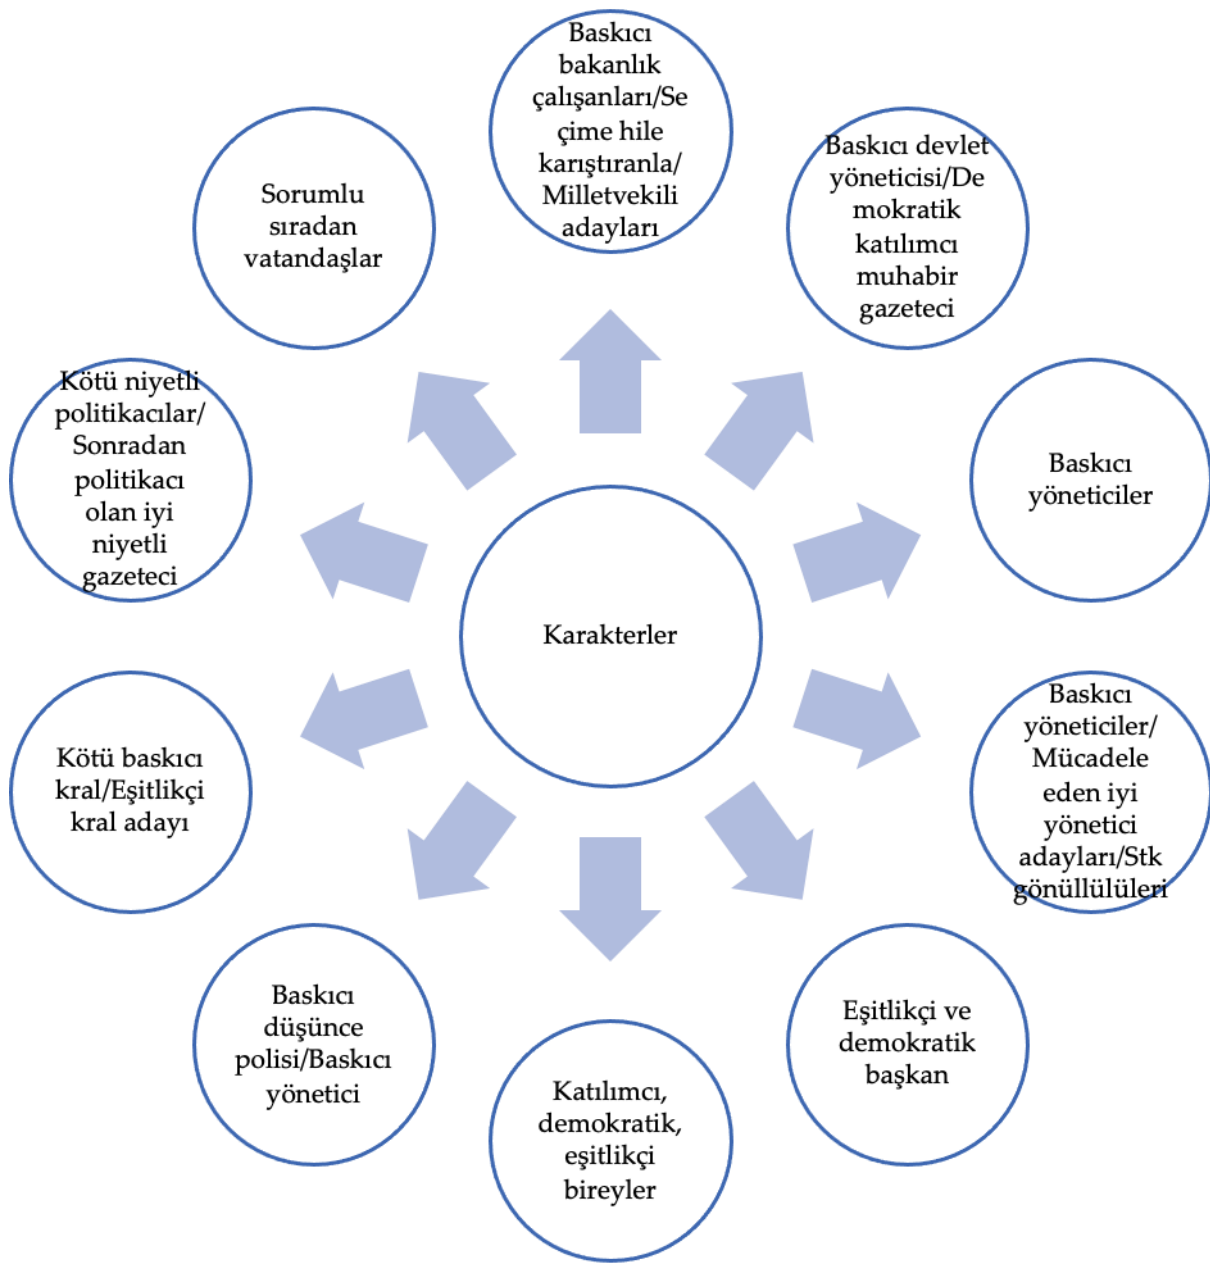 Baskıcı
bakanlık
çalışanları/Se
çime hile
karıştıranla/
Milletvekili
adayları
Baskıcı devlet
yöneticisi/De
mokratik
katılımcı
muhabir
gazeteci
Baskıcı
yöneticiler
Baskıcı
yöneticiler/
Mücadele
eden iyi
yönetici
adayları/Stk
gönüllülüleri
Eşitlikçi ve
demokratik
başkan
Katılımcı,
demokratik,
eşitlikçi
bireyler
Baskıcı
düşünce
polisi/Baskıcı
yönetici
Kötü baskıcı
kral/Eşitlikçi
kral adayı
Kötü niyetli
politikacılar/
Sonradan
politikacı
olan iyi
niyetli
gazeteci
Sorumlu
sıradan
vatandaşlar
Karakterler